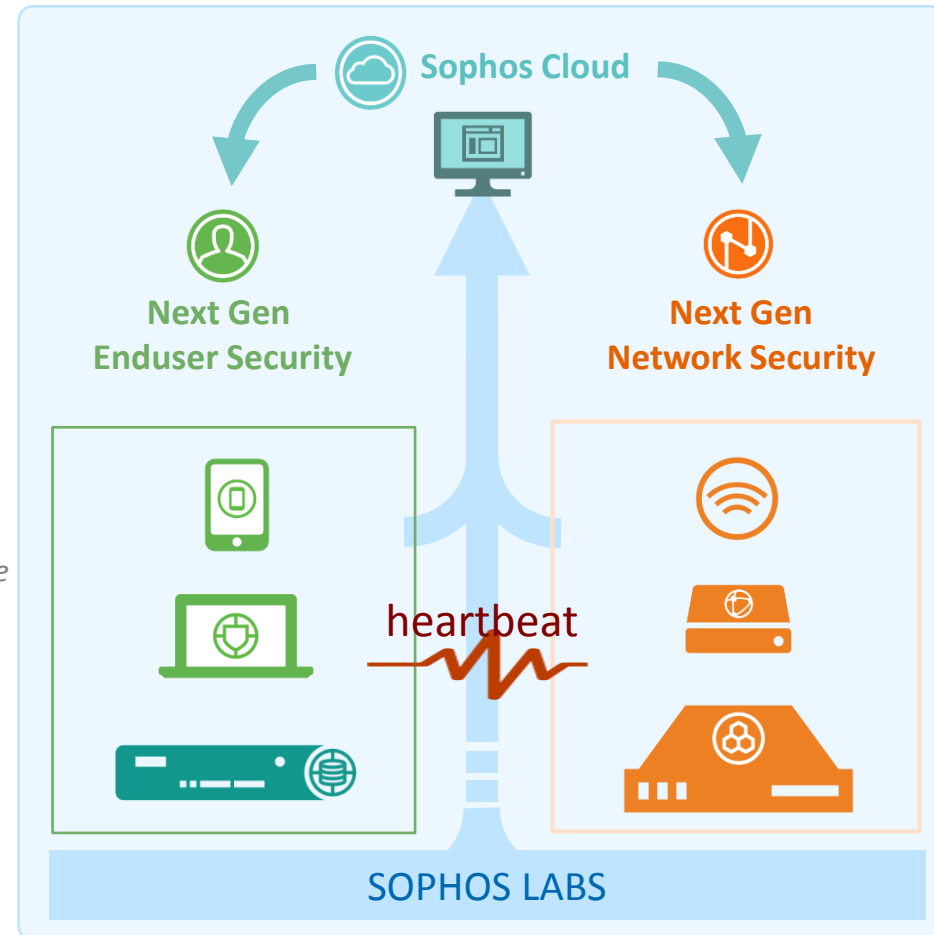 Sophos Cloud
Next Gen
Enduser Security
Next Gen
Network Security
e
heartbeat
SOPHOS LABS